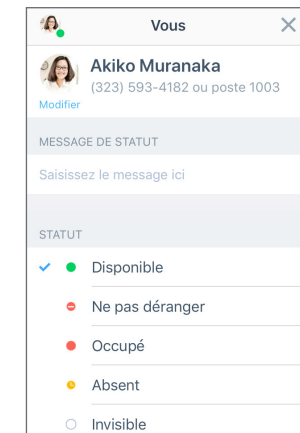 Vous
Akiko Muranaka
(323) 593-4182 ou poste 1003
Modifier
MESSAGE DE STATUT
Saisissez le message ici
STATUT
Disponible
Ne pas déranger
Occupé
Absent
Invisible